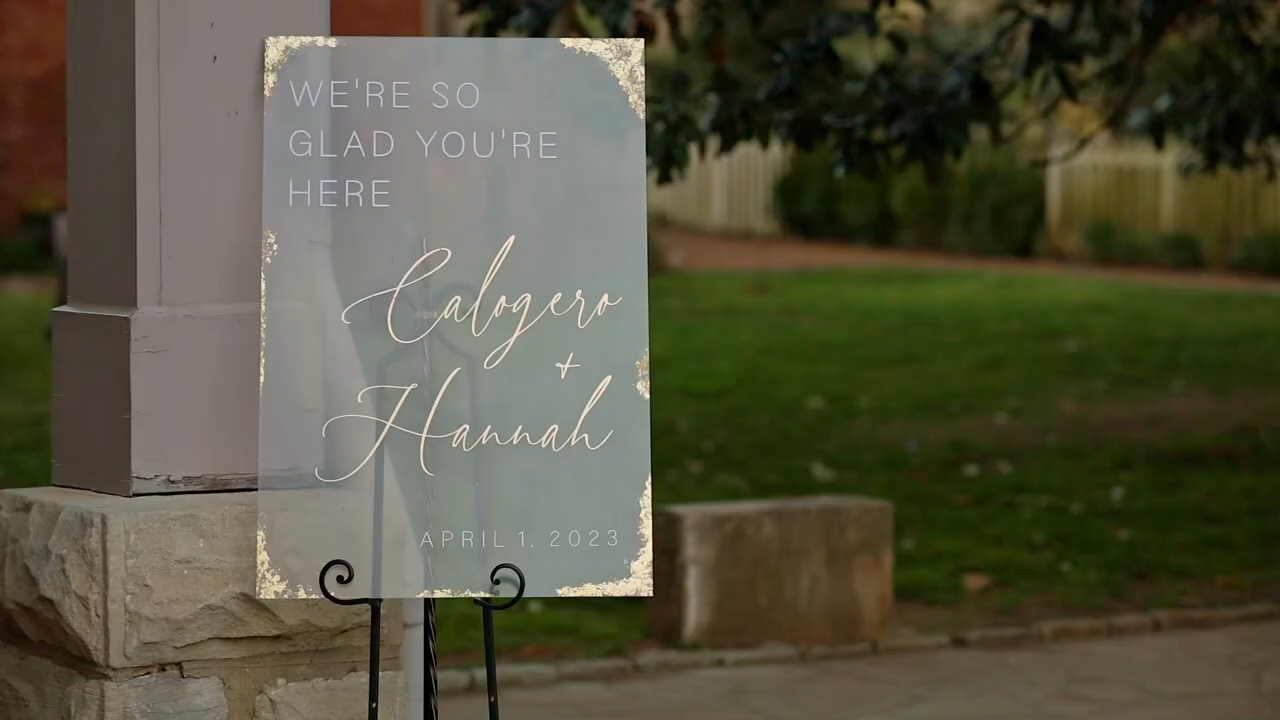 WE'RE SO
GLAD YOU'RE
HERE
Calogero
+
Hannah
APRIL 1, 2023